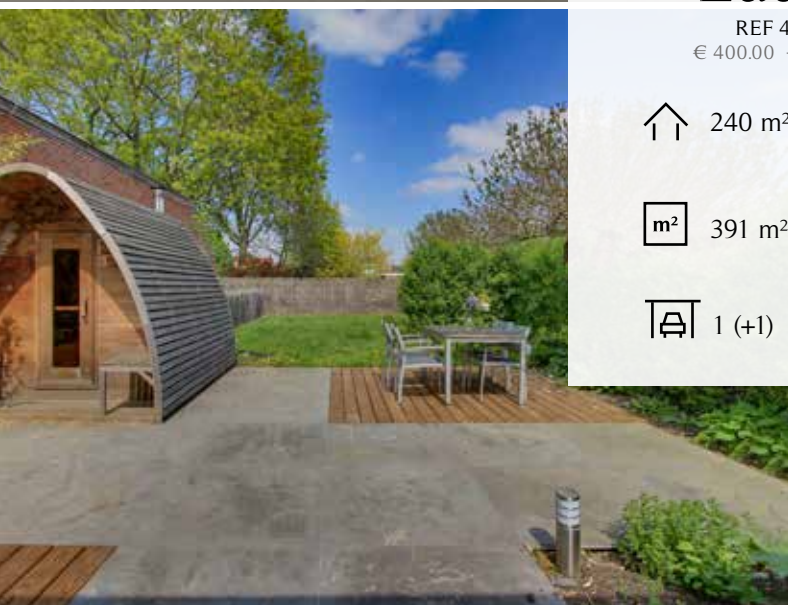 REF 4
€ 400.00
240 m²
m²
391 m²
1 (+1)